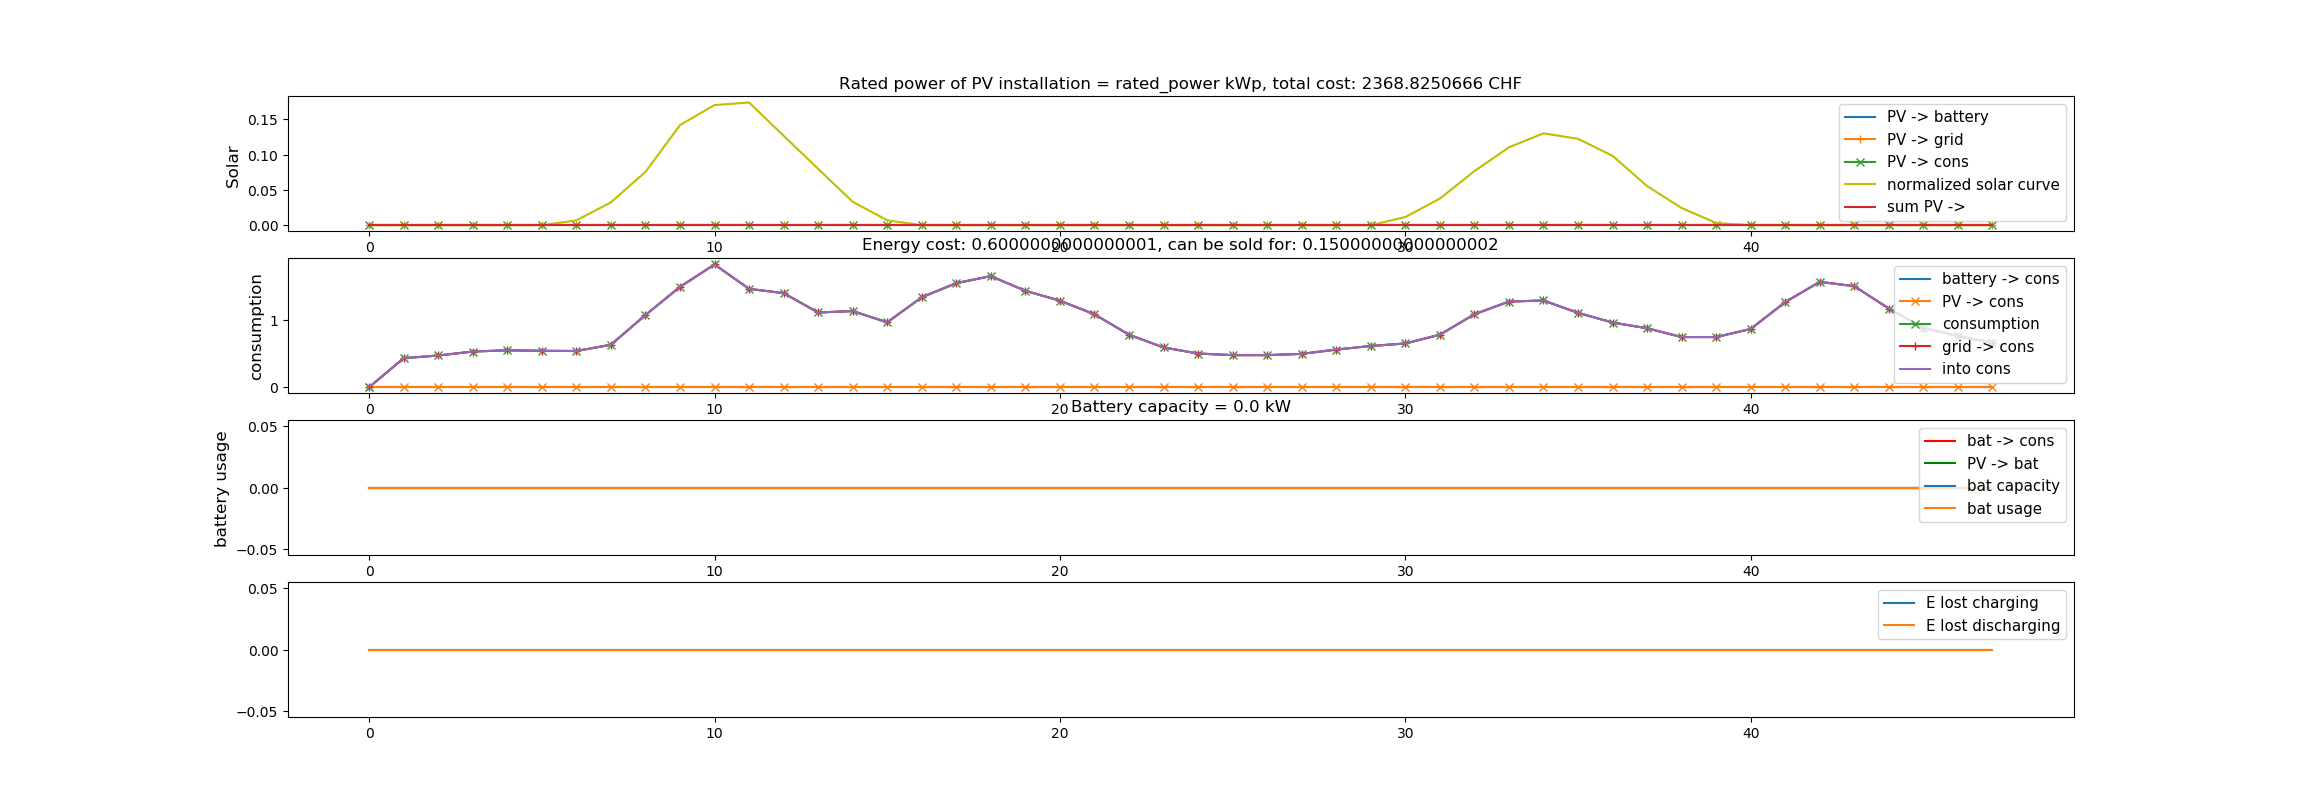 Rated power of PV installation = rated_power kWp, total cost: 2368.8250666 CHF
Solar
0.15
0.10
0.05
0.00
PV -> battery
PV -> grid
PV -> cons
normalized solar curve
sum PV ->
0 10 20 30 40
Energy cost: 0.6000000000000001, can be sold for: 0.15000000000000002
consumption
1
0
battery -> cons
PV -> cons
consumption
grid -> cons
into cons
0 10 20 30 40
Battery capacity = 0.0 kW
battery usage
0.05
0.00
−0.05
bat -> cons
PV -> bat
bat capacity
bat usage
0 10 20 30 40
0.05
0.00
−0.05
E lost charging
E lost discharging
0 10 20 30 40